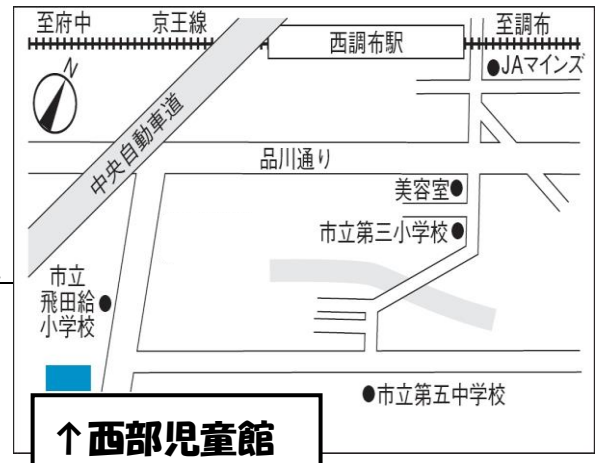 至府中
京王線
西調布駅
至調布
●JAマインズ
N
中央自動車道
品川通り
美容室●
市立第三小学校●
市立
飛田給●
小学校
●市立第五中学校
↑西部児童館